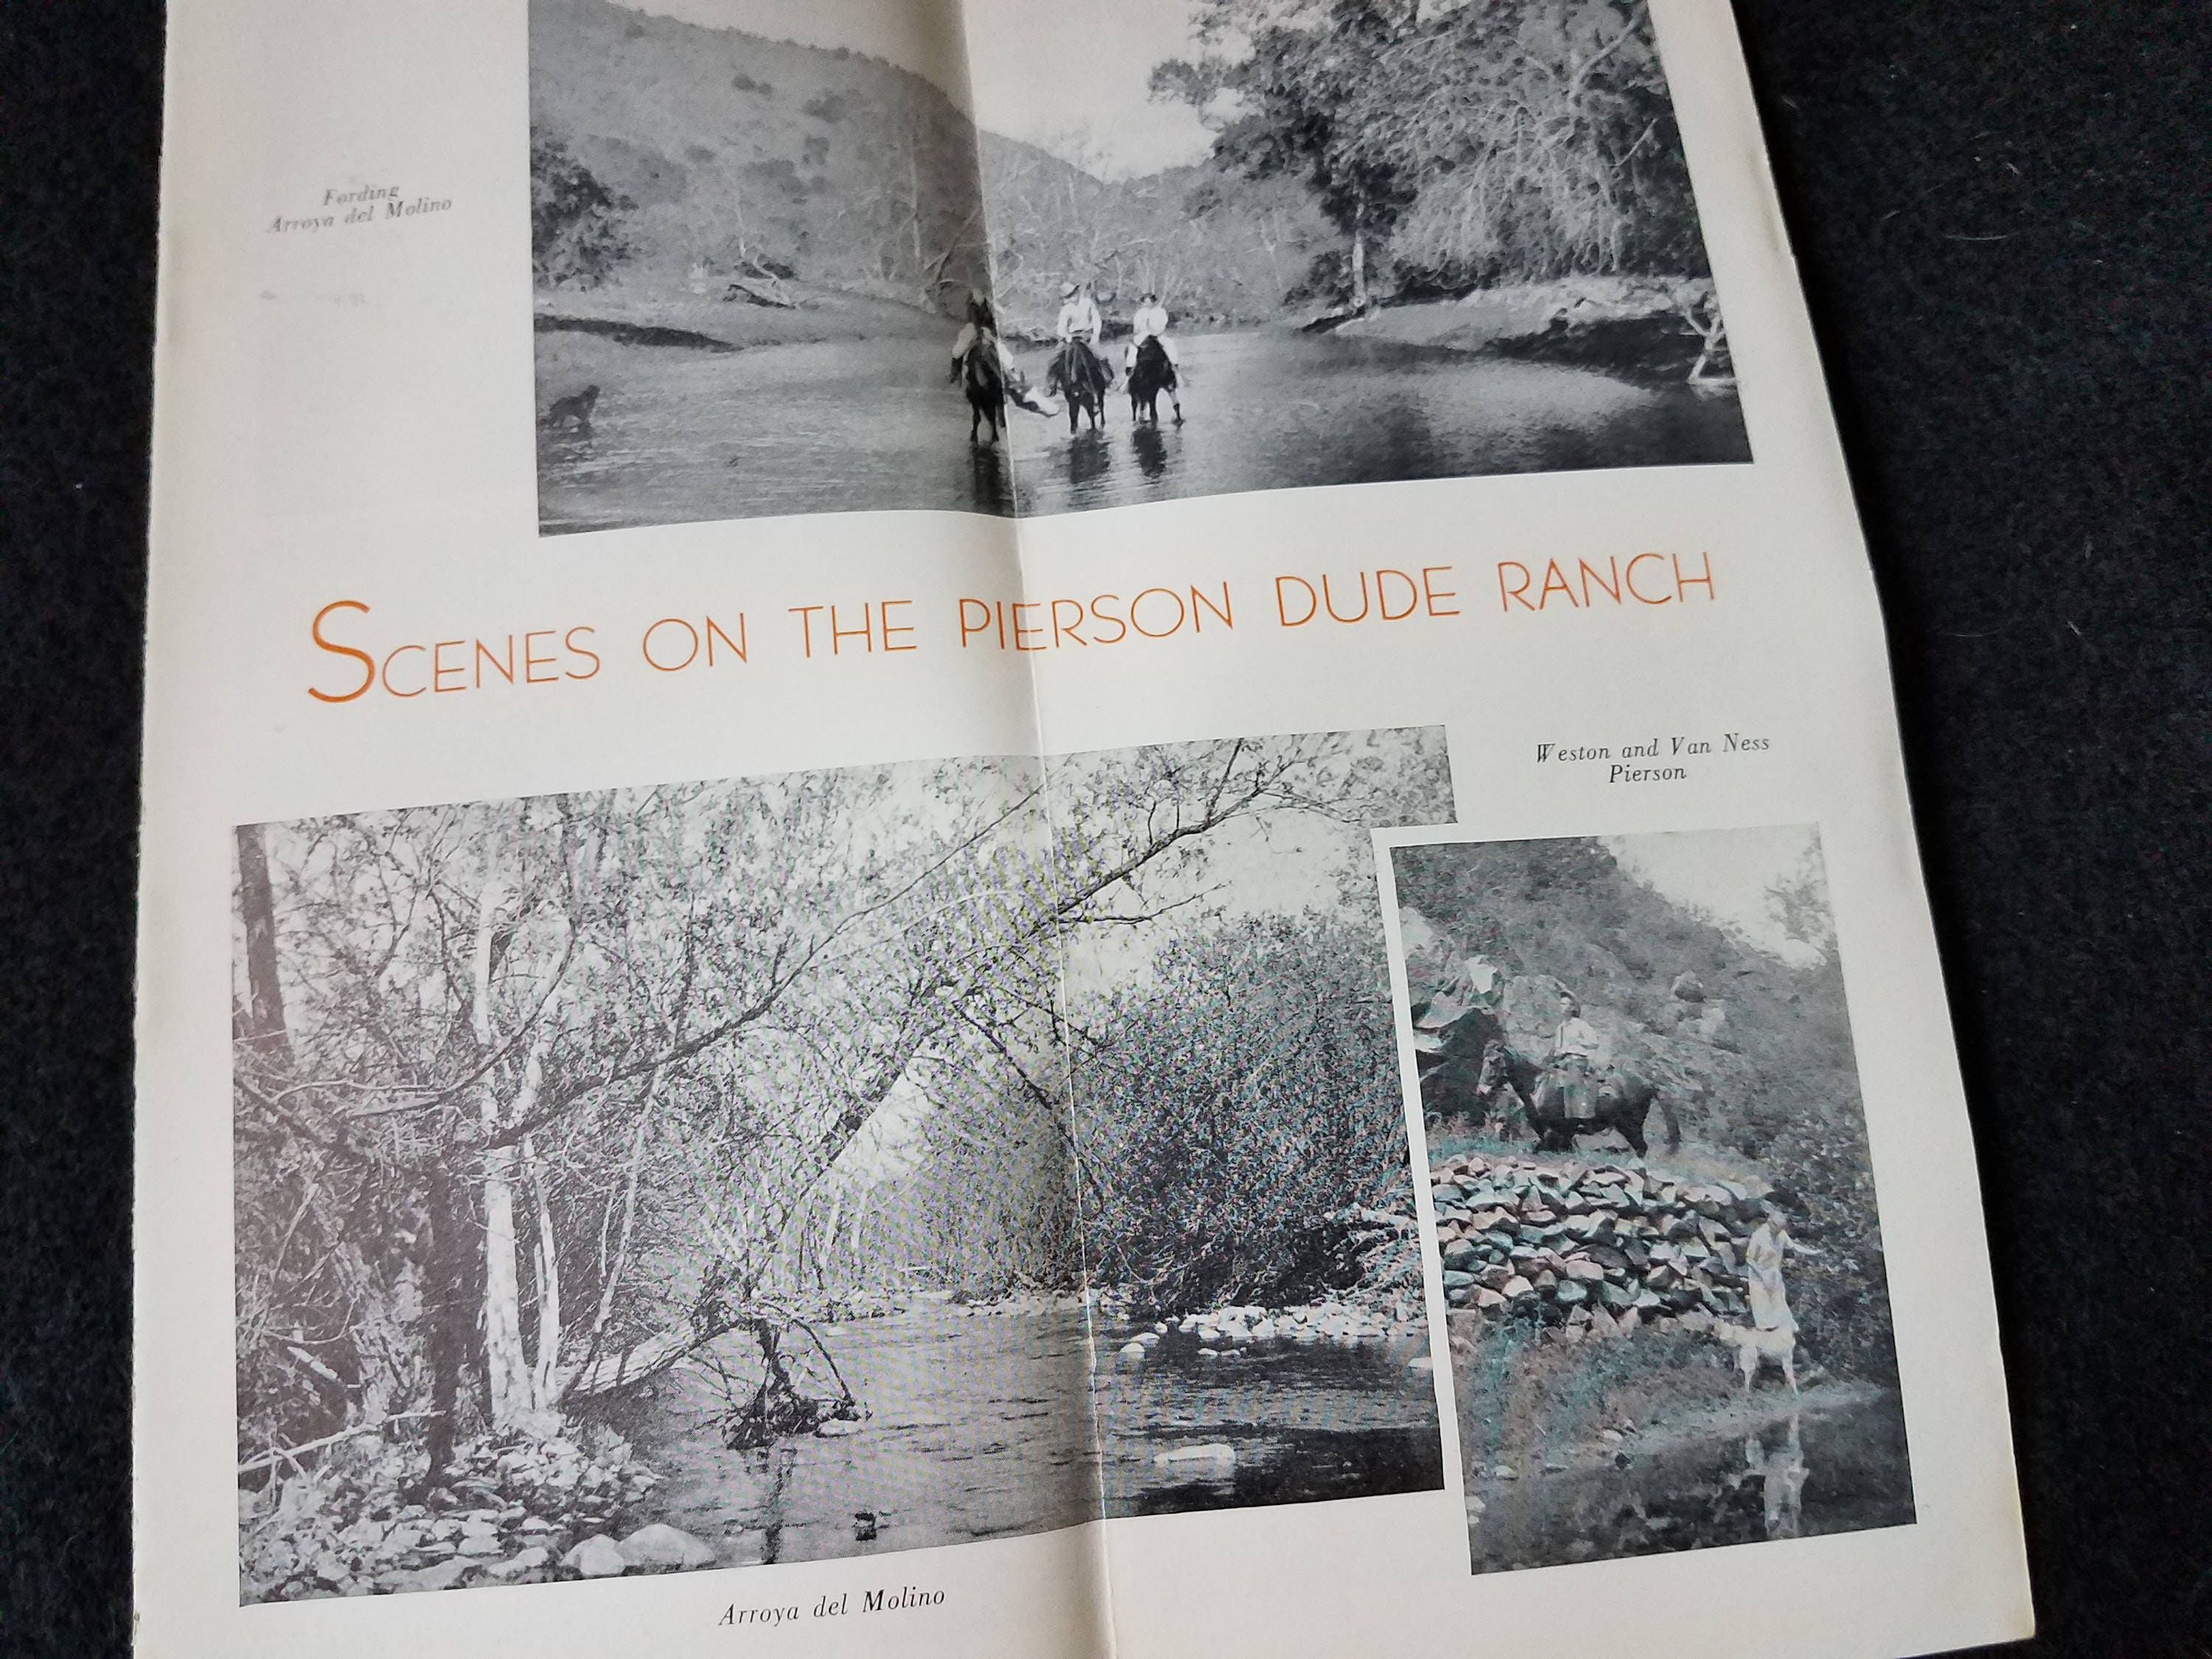 Fording
Arroya del Molino
SCENES ON THE PIERSON DUDE RANCH
Weston and Van Ness
Pierson
Arroya del Molino